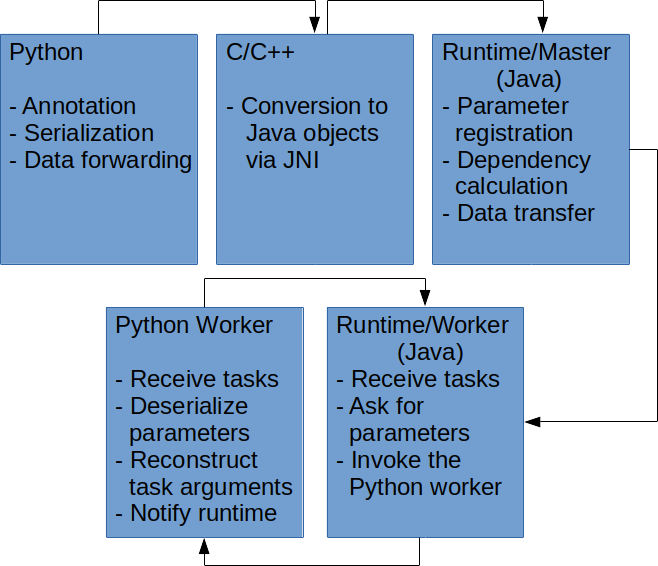 Python
- Annotation
- Serialization
- Data forwarding
C/C++
- Conversion to
Java objects
via JNI
Runtime/Master
(Java)
- Parameter
registration
- Dependency
calculation
- Data transfer
Python Worker
- Receive tasks
- Deserialize
parameters
- Reconstruct
task arguments
- Notify runtime
Runtime/Worker
(Java)
- Receive tasks
- Ask for
parameters
- Invoke the
Python worker